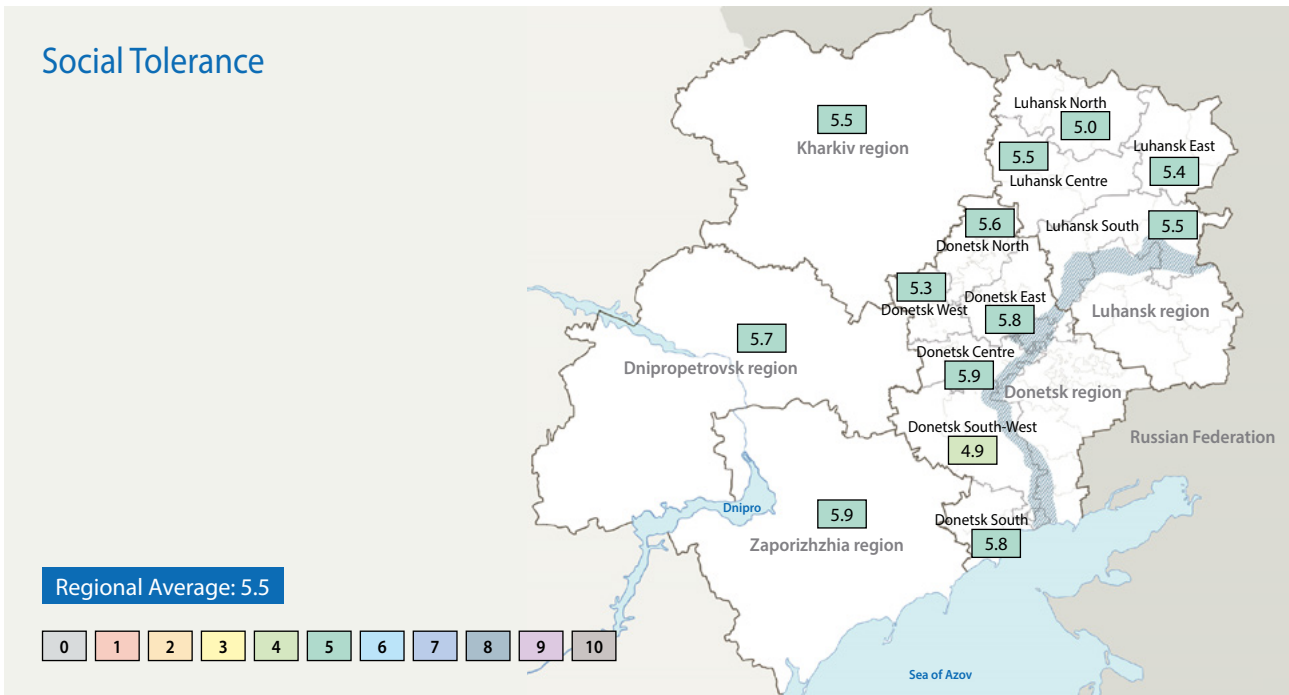 Social Tolerance
Luhansk North
5.0
5.5
Kharkiv region
Luhansk East
5.4
5.5
Luhansk Centre
5.6
Donetsk North
Luhansk South
5.5
5.3
Donetsk West
Donetsk East
5.8
Luhansk region
5.7
Dnipropetrovsk region
Donetsk Centre
5.9
Donetsk region
Donetsk South-West
4.9
Russian Federation
Dnipro
5.9
Zaporizhzhia region
Donetsk South
5.8
Regional Average: 5.5
0 1 2 3 4 5 6 7 8 9 10
Sea of Azov